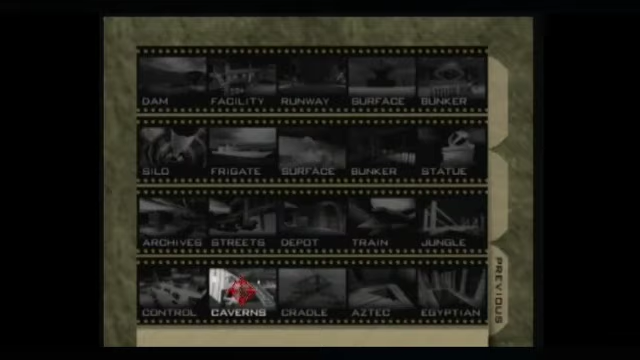 DAM FACILITY RUNWAY SURFACE BUNKER
SILO FRIGATE SURFACE BUNKER STATUE
ARCHIVES STREETS DEPOT TRAIN JUNGLE
CONTROL CAVERNS CRADLE AZTEC EGYPTIAN
PREVIOUS